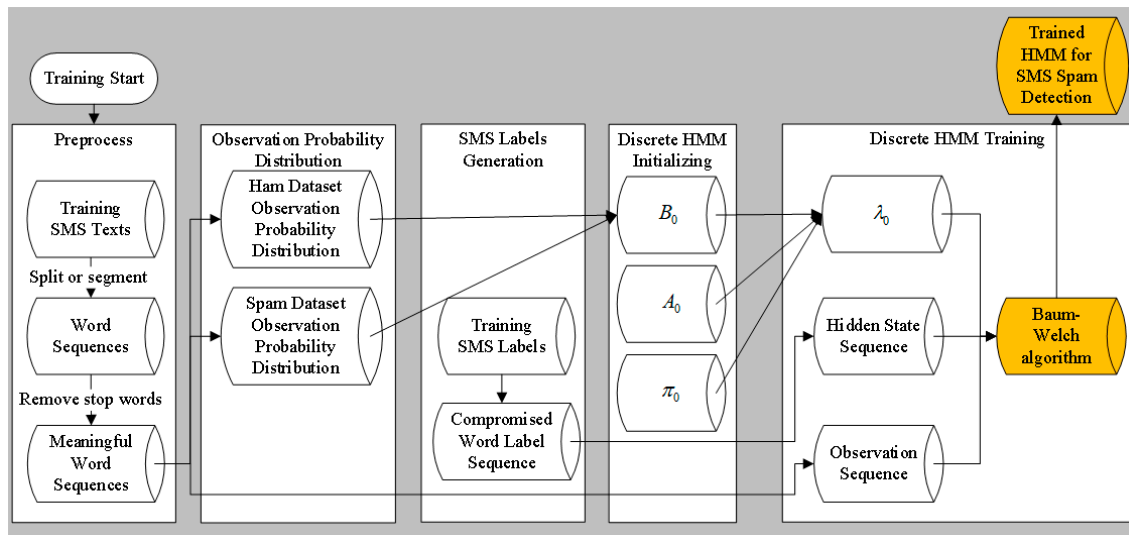 Training Start
Trained
HMM for
SMS Spam
Detection
Preprocess
Training
SMS Texts
Split or segment
Word
Sequences
Remove stop words
Meaningful
Word
Sequences
Observation Probability
Distribution
Ham Dataset
Observation
Probability
Distribution
Spam Dataset
Observation
Probability
Distribution
SMS Labels
Generation
Training
SMS Labels
Compromised
Word Label
Sequence
Discrete HMM
Initializing
B₀
A₀
π₀
Discrete HMM Training
λ₀
Hidden State
Sequence
Observation
Sequence
Baum-
Welch
algorithm